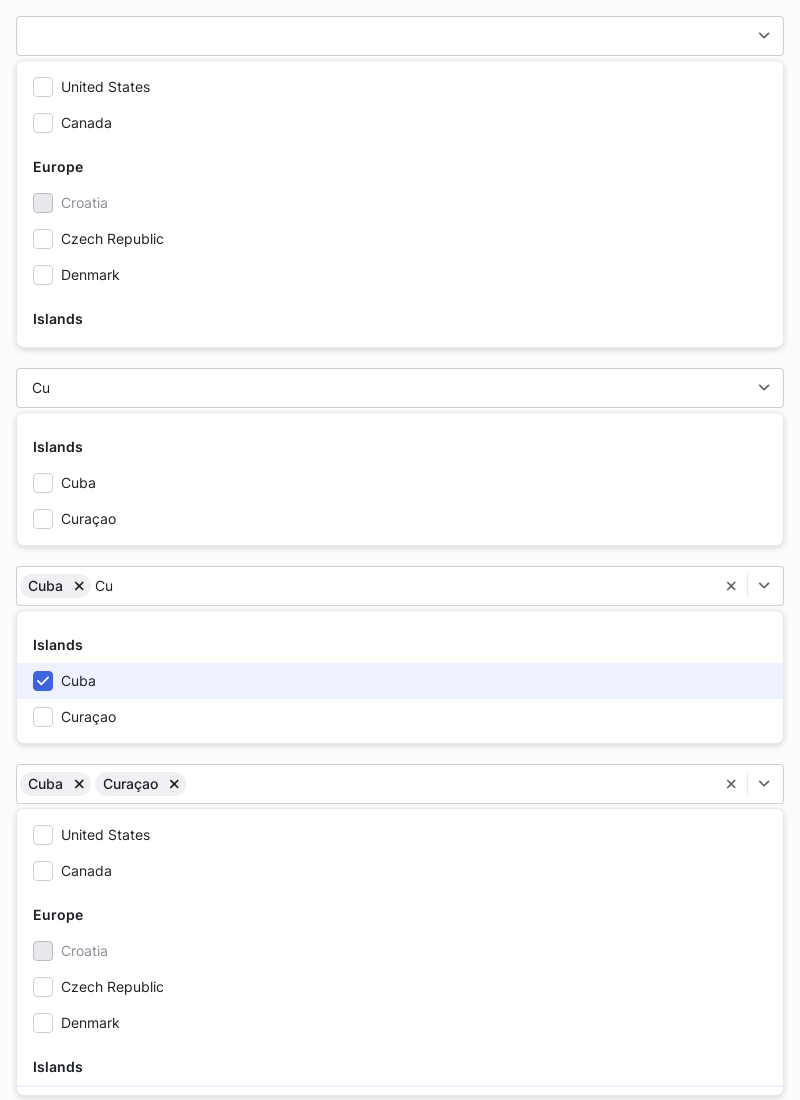 United States
Canada
Europe
Croatia
Czech Republic
Denmark
Islands
Cu
Islands
Cuba
Curaçao
Cuba Cu
Islands
Cuba
Curaçao
Cuba Curaçao
United States
Canada
Europe
Croatia
Czech Republic
Denmark
Islands